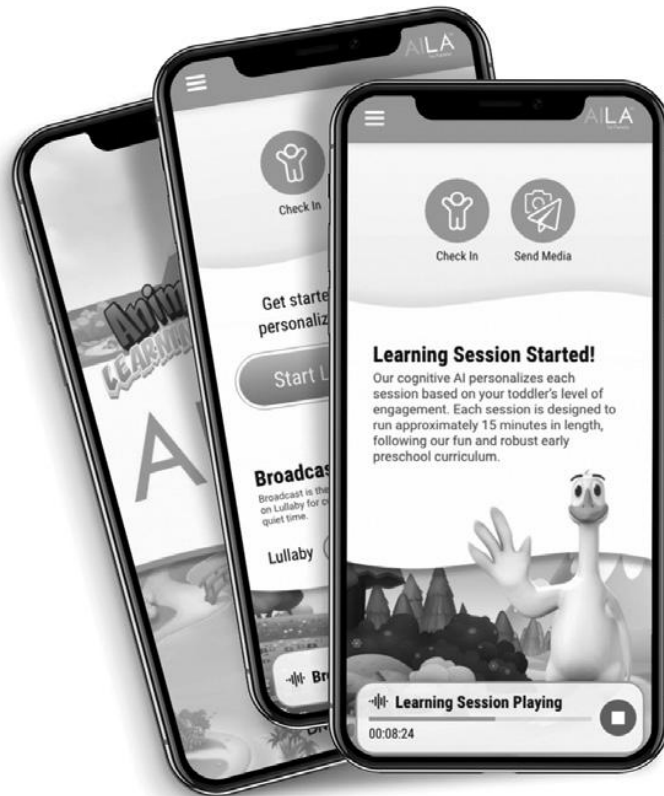 Anim
LEARNIN
A
AILA
Check In
Get starte
personaliz
Start L
Broadcas
Broadcast is the
on Lullaby for c
quiet time.
Lullaby
Br
AILA
Check In
Send Media
Learning Session Started!
Our cognitive AI personalizes each
session based on your toddler's level of
engagement. Each session is designed to
run approximately 15 minutes in length,
following our fun and robust early
preschool curriculum.
Learning Session Playing
00:08:24